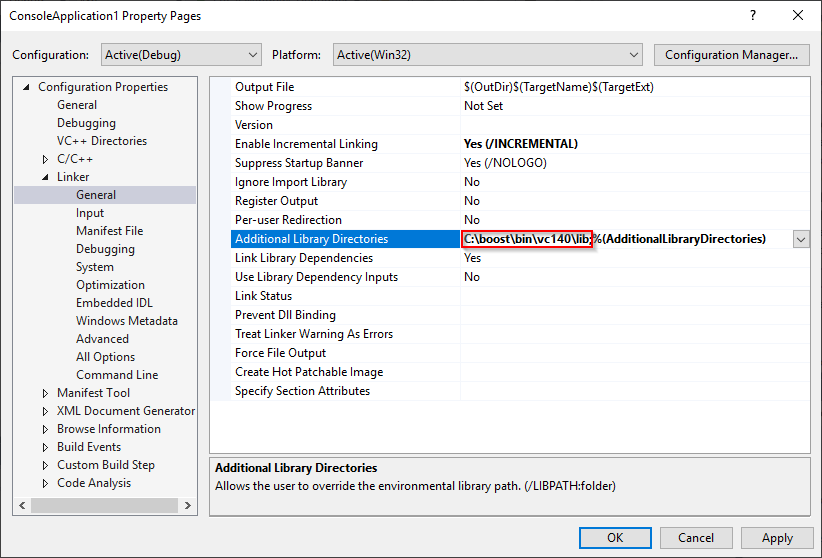 ConsoleApplication1 Property Pages
Configuration: Active(Debug) Platform: Active(Win32) Configuration Manager...
Configuration Properties
General
Debugging
VC++ Directories
C/C++
Linker
General
Input
Manifest File
Debugging
System
Optimization
Embedded IDL
Windows Metadata
Advanced
All Options
Command Line
Manifest Tool
XML Document Generator
Browse Information
Build Events
Custom Build Step
Code Analysis
Output File $(OutDir)$(TargetName)$(TargetExt)
Show Progress Not Set
Version
Enable Incremental Linking Yes (/INCREMENTAL)
Suppress Startup Banner Yes (/NOLOGO)
Ignore Import Library No
Register Output No
Per-user Redirection No
Additional Library Directories C:\boost\bin\vc140\lib;%(AdditionalLibraryDirectories)
Link Library Dependencies Yes
Use Library Dependency Inputs No
Link Status
Prevent Dll Binding
Treat Linker Warning As Errors
Force File Output
Create Hot Patchable Image
Specify Section Attributes
Additional Library Directories
Allows the user to override the environmental library path. (/LIBPATH:folder)
OK Cancel Apply